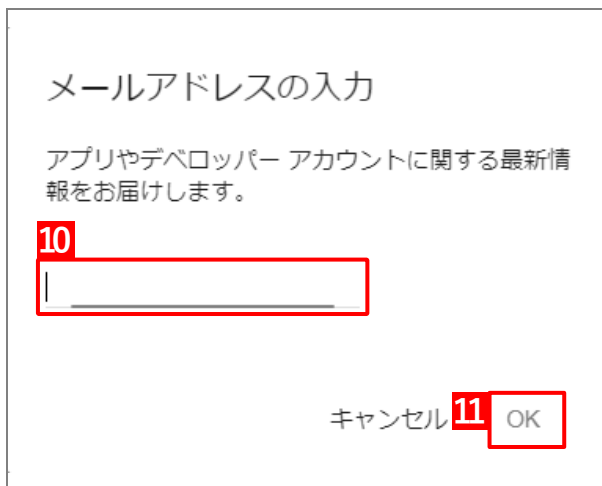 メールアドレスの入力
アプリやデベロッパー アカウントに関する最新情
報をお届けします。
10
キャンセル 11 OK